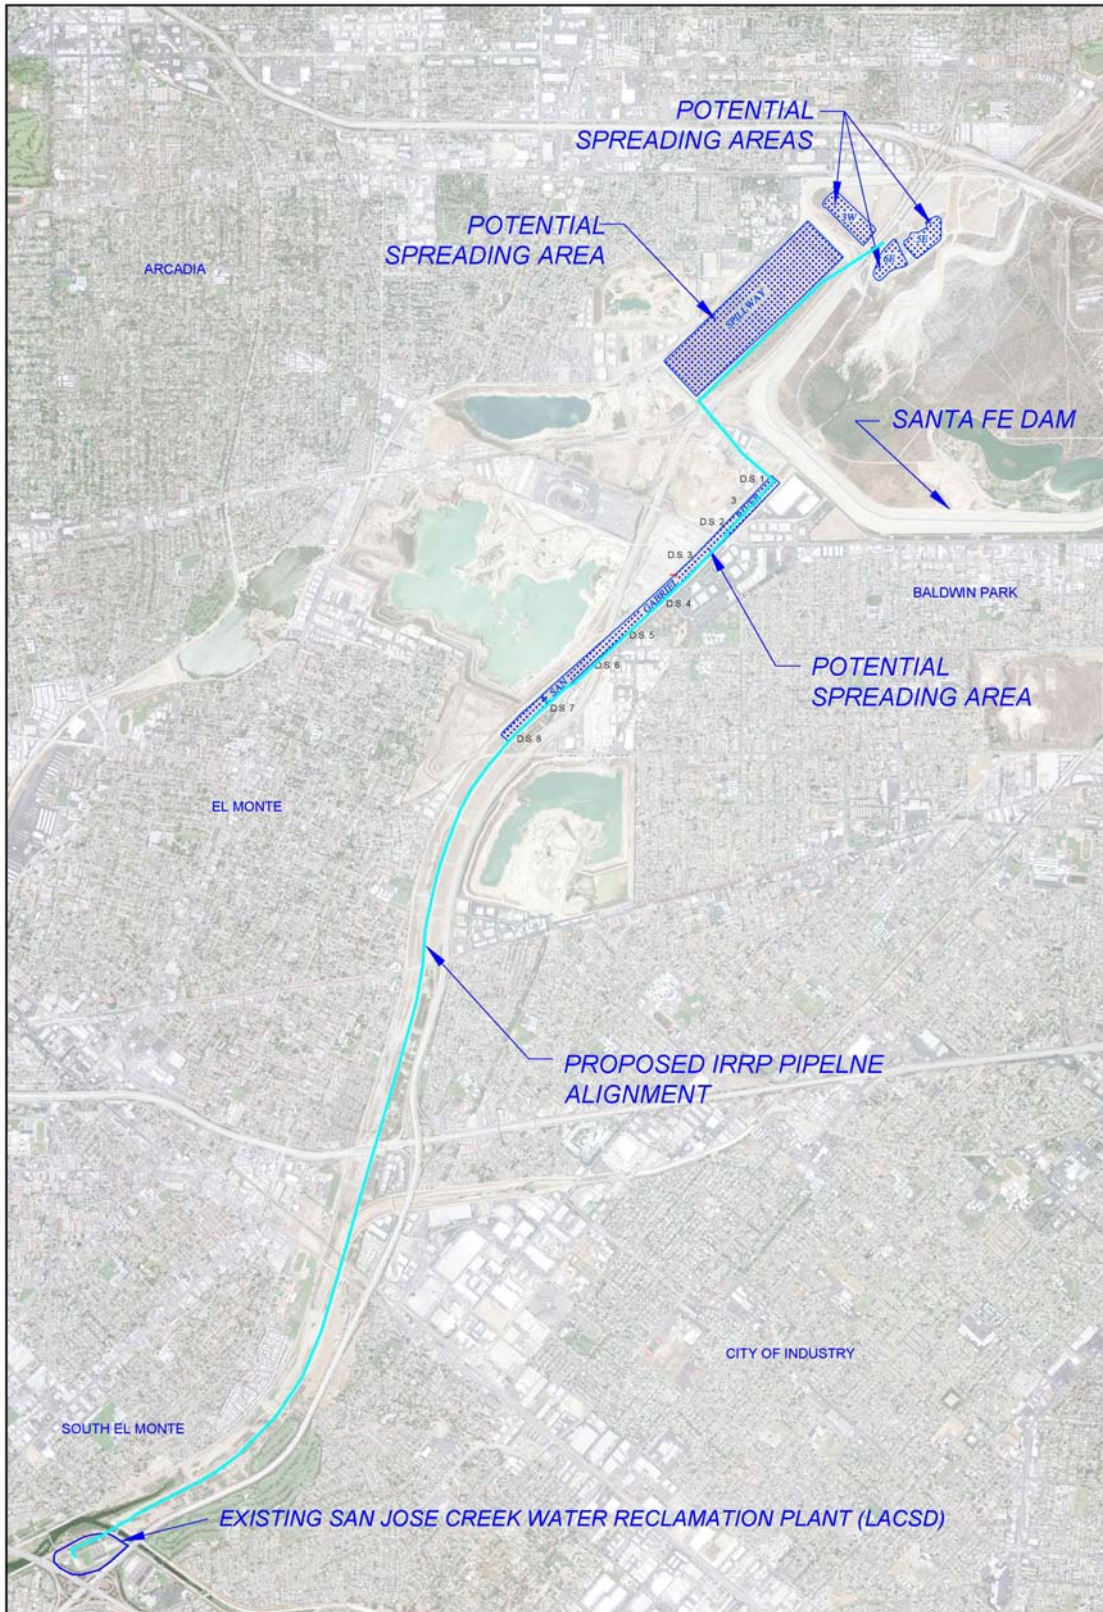 POTENTIAL
SPREADING AREAS
3W
5E
6E
POTENTIAL
SPREADING AREA
SPILLWAY
ARCADIA
SANTA FE DAM
D.S. 1
3
D.S. 2
RIVER
D.S. 3
GABRIEL
D.S. 4
BALDWIN PARK
D.S. 5
D.S. 6
SAN
POTENTIAL
SPREADING AREA
D.S. 7
D.S. 8
EL MONTE
PROPOSED IRRP PIPELNE
ALIGNMENT
CITY OF INDUSTRY
SOUTH EL MONTE
EXISTING SAN JOSE CREEK WATER RECLAMATION PLANT (LACSD)